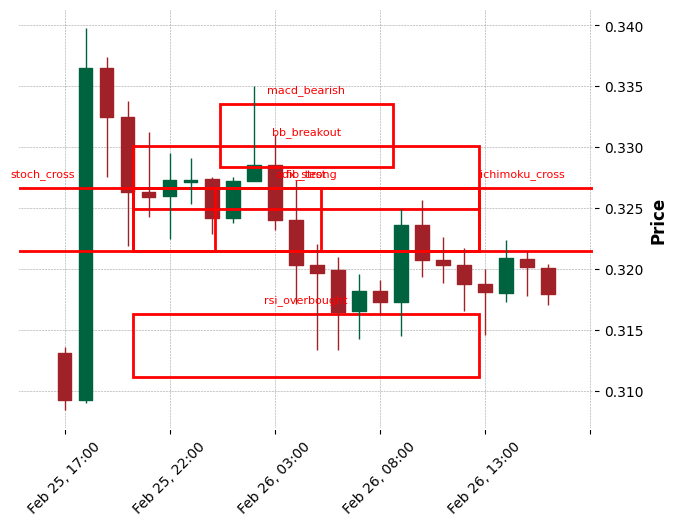 0.340
0.335
macd_bearish
0.330
bb_breakout
stoch_cross
ichimoku_cross
0.325
Price
0.320
rsi_overbought
0.315
0.310
Feb 25, 17:00
Feb 25, 22:00
Feb 26, 03:00
Feb 26, 08:00
Feb 26, 13:00